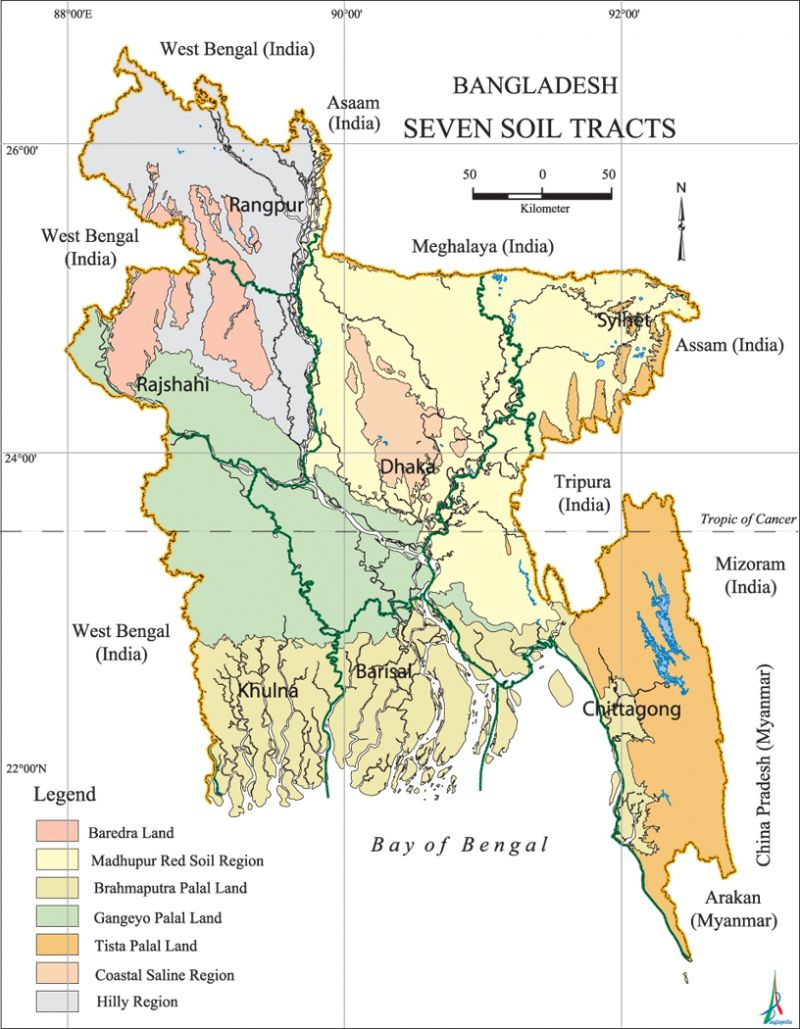 88°00'E
90°00'
92°00'
West Bengal (India)
BANGLADESH
SEVEN SOIL TRACTS
Asaam
(India)
26°00'
50
0
50
Kilometer
N
Rangpur
West Bengal
(India)
Meghalaya (India)
Sylhet
Assam (India)
Rajshahi
24°00'
Dhaka
Tripura
(India)
Tropic of Cancer
Mizoram
(India)
West Bengal
(India)
Khulna
Barisal
Chittagong
China Pradesh (Myanmar)
22°00'N
Legend
Baredra Land
Madhupur Red Soil Region
Brahmaputra Palal Land
Gangeyo Palal Land
Tista Palal Land
Coastal Saline Region
Hilly Region
Bay of Bengal
Arakan
(Myanmar)